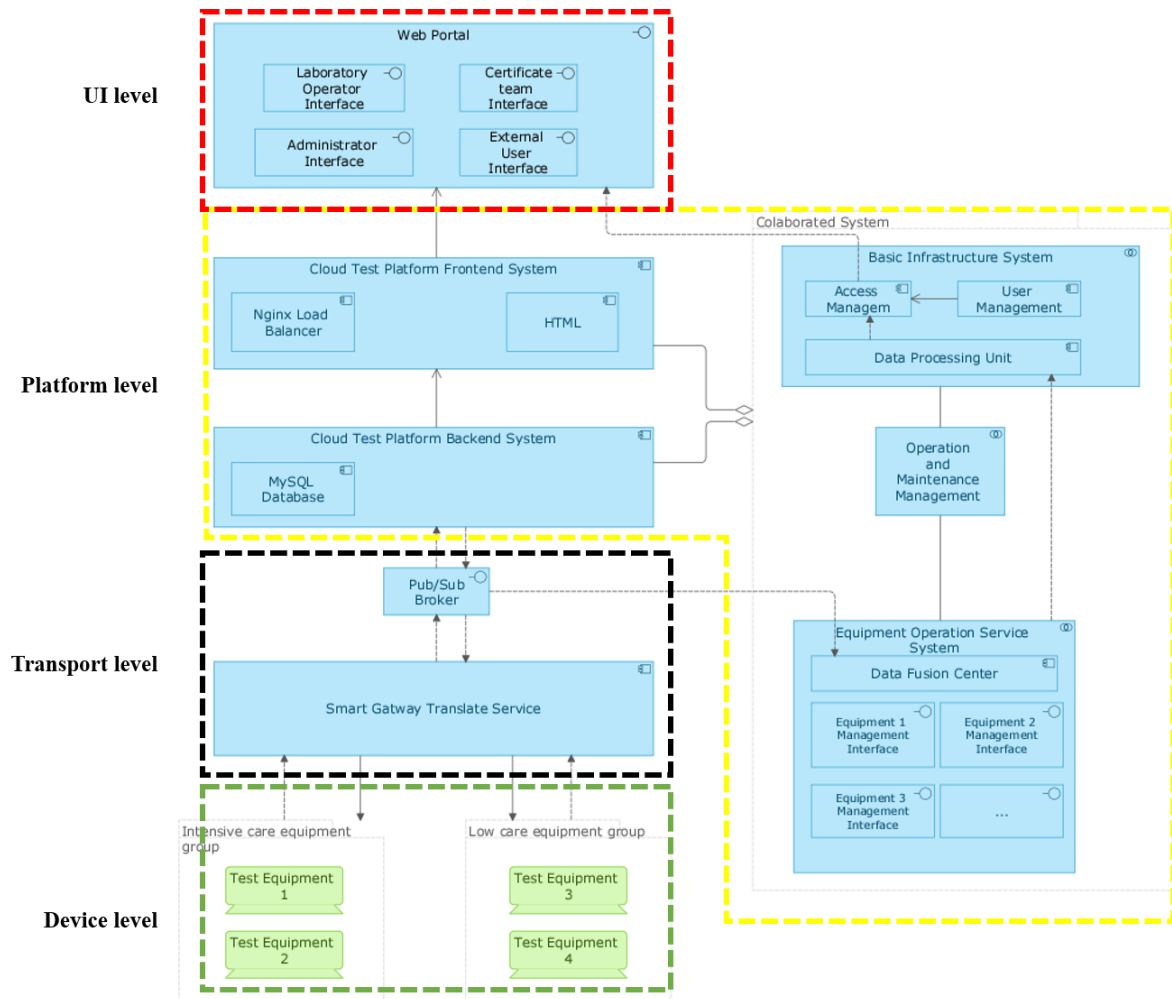 UI level
Web Portal
Laboratory
Operator
Interface
Certificate
team
Interface
Administrator
Interface
External
User
Interface
Platform level
Cloud Test Platform Frontend System
Nginx Load
Balancer
HTML
Cloud Test Platform Backend System
MySQL
Database
Colaborated System
Basic Infrastructure System
Access
Managem
User
Management
Data Processing Unit
Operation
and
Maintenance
Management
Equipment Operation Service
System
Data Fusion Center
Equipment 1
Management
Interface
Equipment 2
Management
Interface
Equipment 3
Management
Interface
...
Transport level
Pub/Sub
Broker
Smart Gatway Translate Service
Device level
Intensive care equipment
group
Test Equipment
1
Test Equipment
2
Low care equipment group
Test Equipment
3
Test Equipment
4